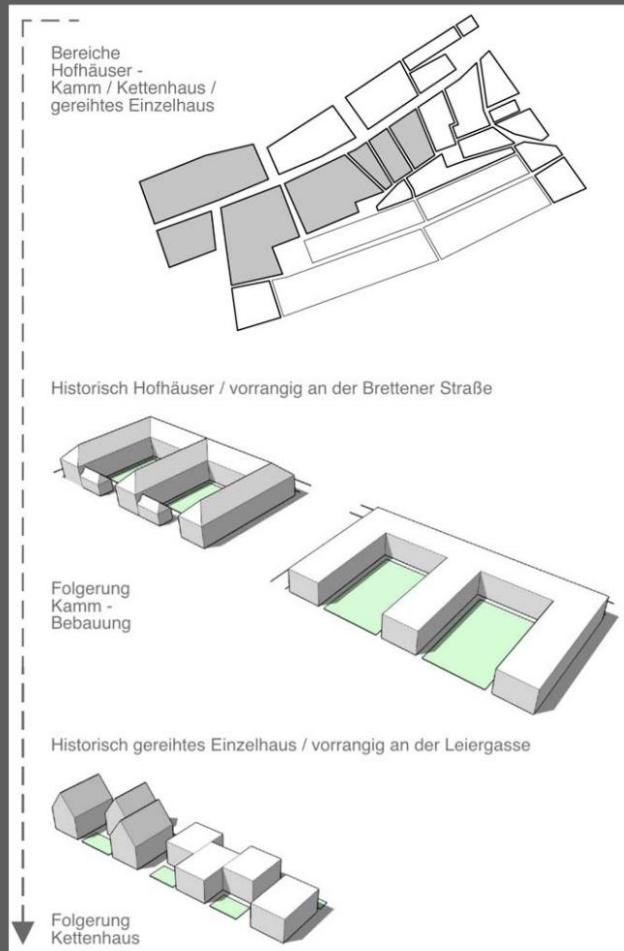 Bereiche
Hofhäuser -
Kamm / Kettenhaus /
gereihtes Einzelhaus
Historisch Hofhäuser / vorrangig an der Brettener Straße
Folgerung
Kamm -
Bebauung
Historisch gereihtes Einzelhaus / vorrangig an der Leiergasse
Folgerung
Kettenhaus